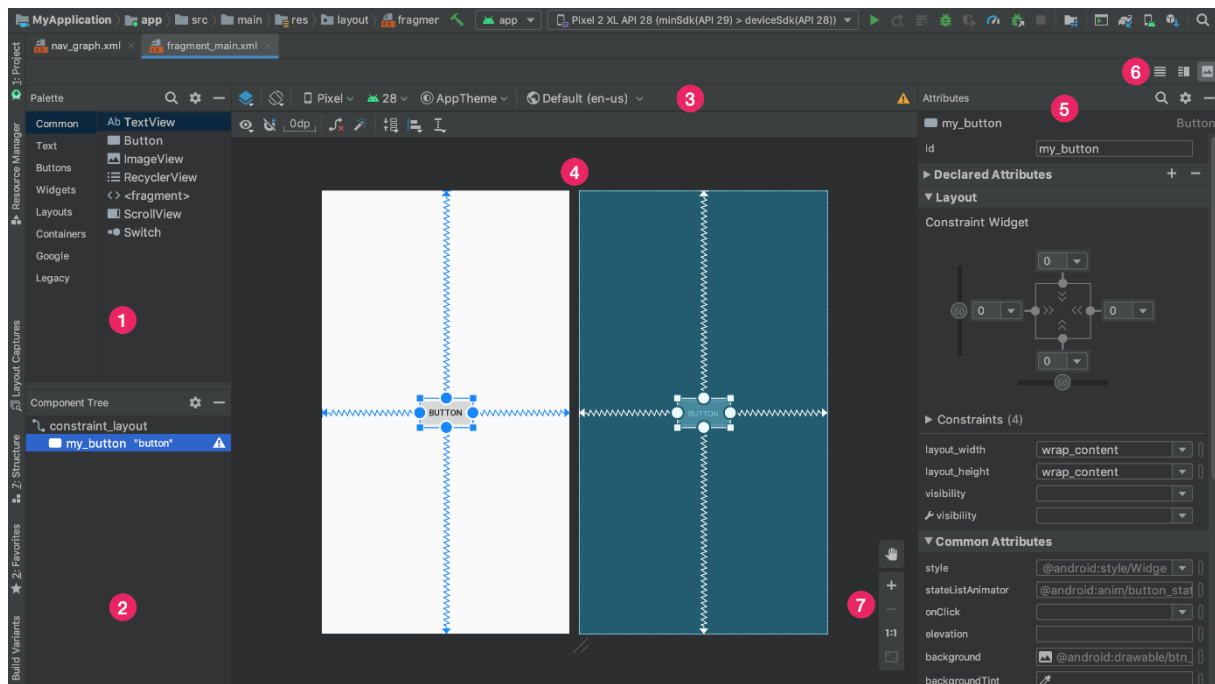 MyApplication app src main res layout fragmer app Pixel 2 XL API 28 (minSdk(API 29) > deviceSdk(API 28))
nav_graph.xml fragment_main.xml
1: Project
Resource Manager
Layout Captures
Z: Structure
2: Favorites
Build Variants
6
Palette
Common
Text
Buttons
Widgets
Layouts
Containers
Google
Legacy
Ab TextView
Button
ImageView
RecyclerView
<> <fragment>
ScrollView
Switch
1
Component Tree
constraint_layout
my_button "button"
2
Pixel 28 AppTheme Default (en-us)
3
0dp
4
BUTTON
BUTTON
7
1:1
Attributes
5
my_button Button
id my_button
Declared Attributes
Layout
Constraint Widget
0
50 0 0
0
50
Constraints (4)
layout_width wrap_content
layout_height wrap_content
visibility
visibility
Common Attributes
style @android:style/Widge
stateListAnimator @android:anim/button_stat
onClick
elevation
background @android:drawable/btn_
backgroundTint